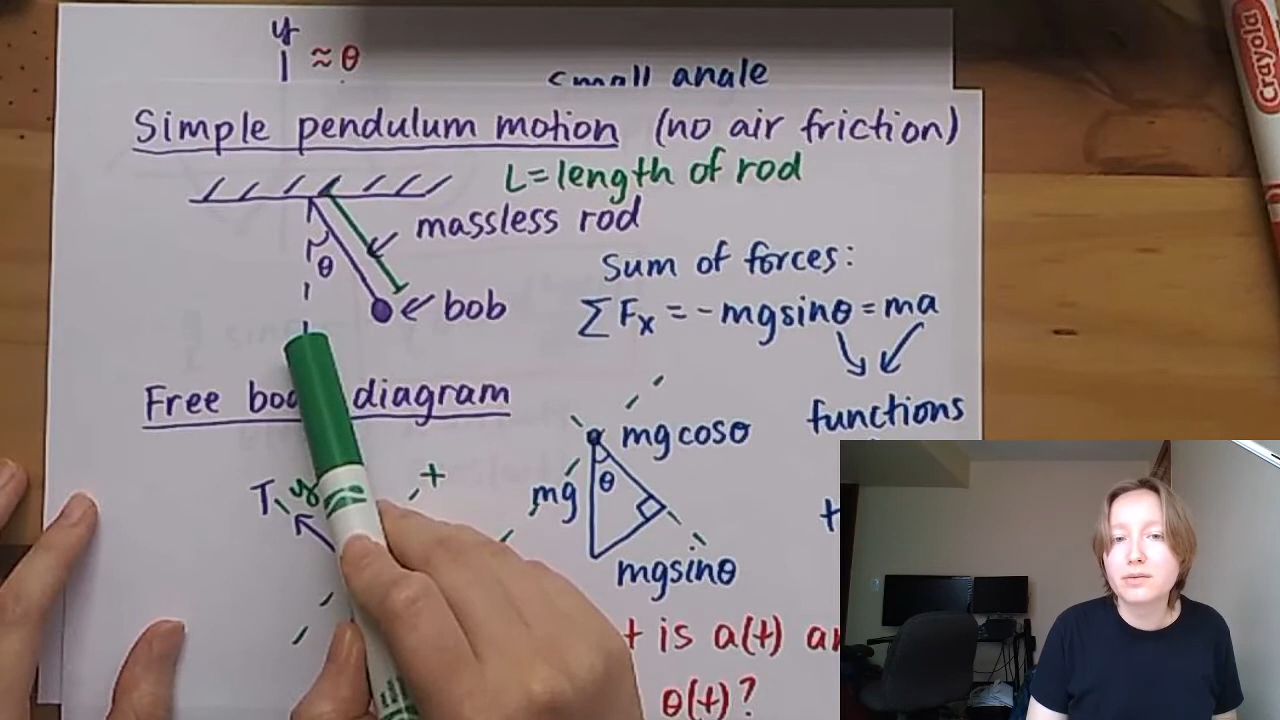 y
≈ θ
small angle
Simple pendulum motion (no air friction)
L=length of rod
massless rod
θ
bob
Sum of forces:
ΣFx = -mgsinθ = ma
functions
Free diagram
mgcosθ
θ
mg
mgsinθ
T
y
+
t is a(t)
θ(t)?
Crayola